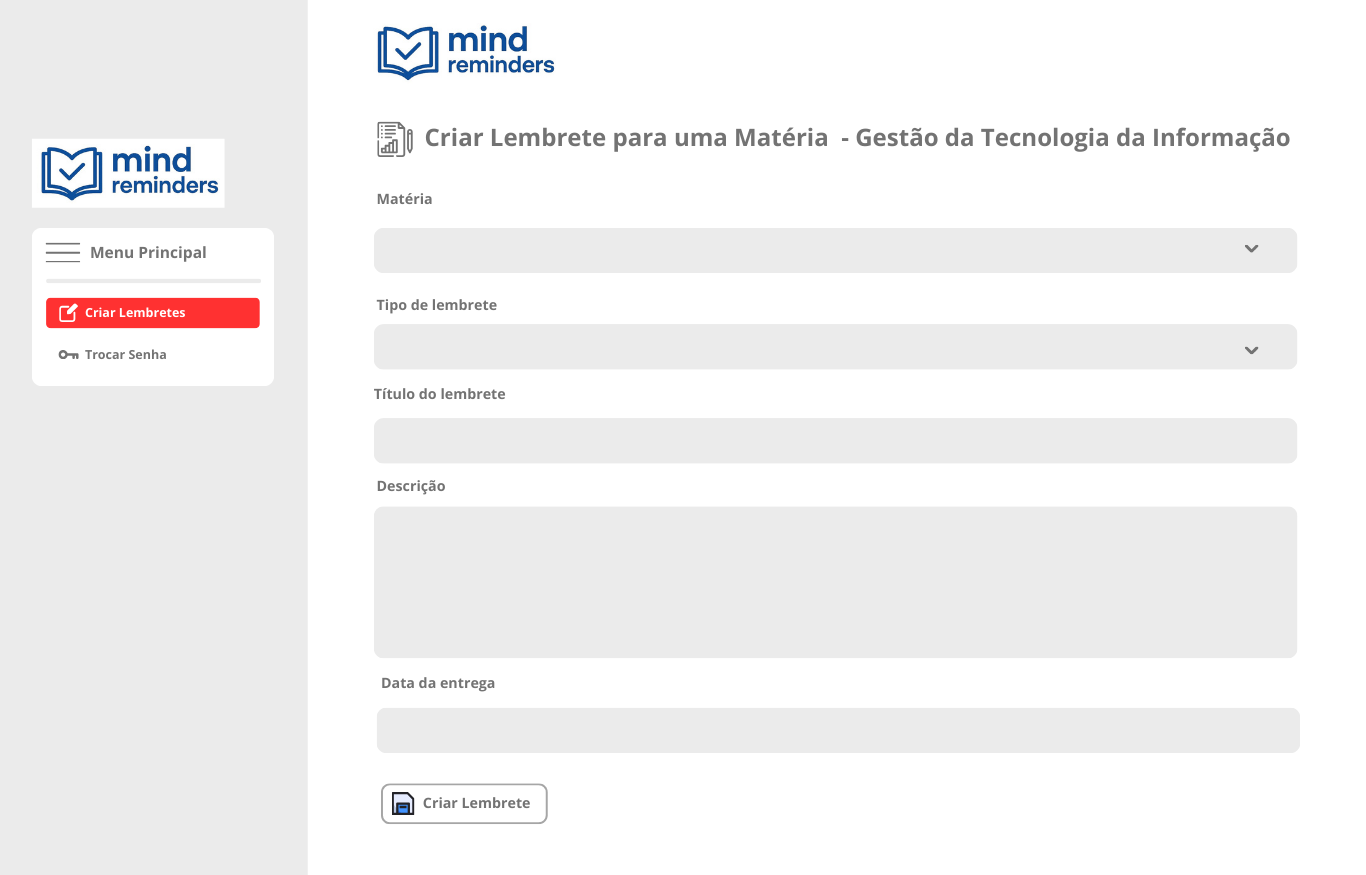 mind
reminders
Menu Principal
Criar Lembretes
Trocar Senha
mind
reminders
Criar Lembrete para uma Matéria - Gestão da Tecnologia da Informação
Matéria
Tipo de lembrete
Título do lembrete
Descrição
Data da entrega
Criar Lembrete